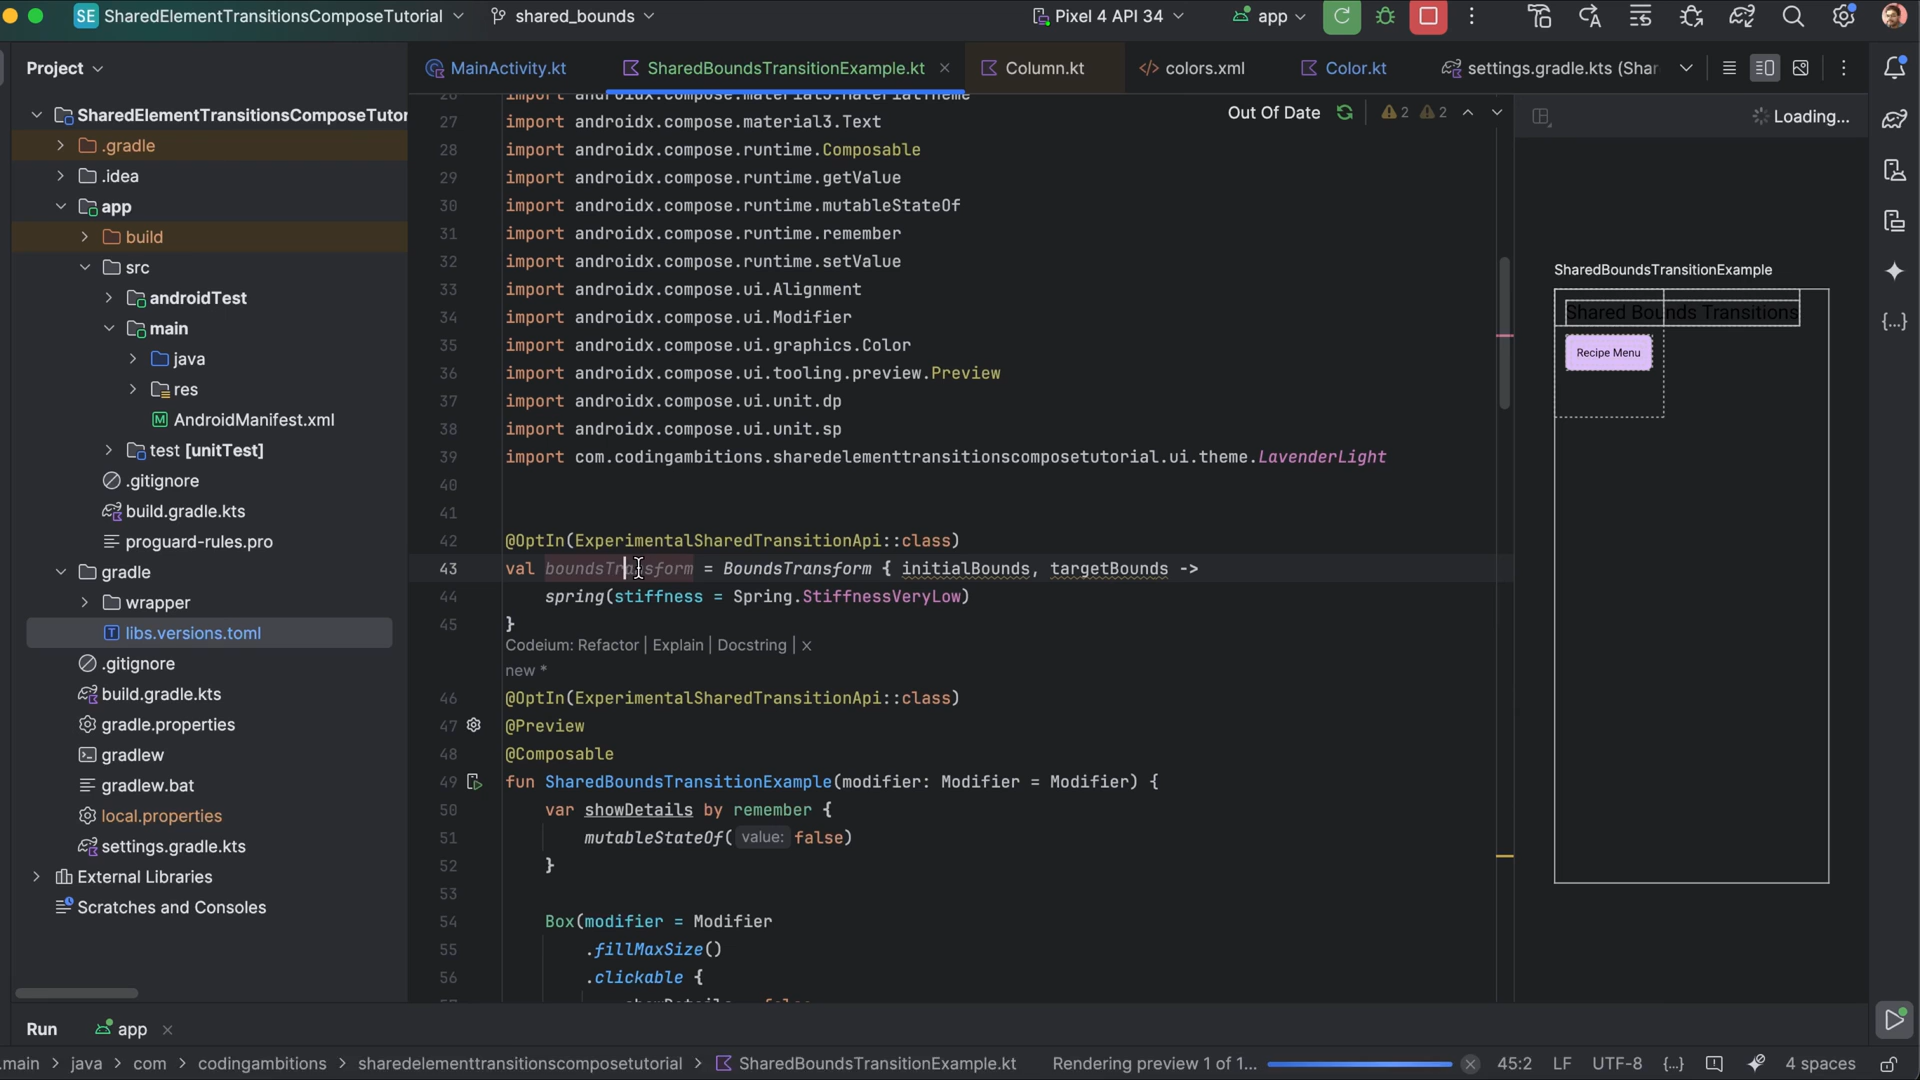 SE SharedElementTransitionsComposeTutorial shared_bounds Pixel 4 API 34 app
Project
MainActivity.kt SharedBoundsTransitionExample.kt Column.kt colors.xml Color.kt settings.gradle.kts (Shar
SharedElementTransitionsComposeTutor
.gradle
.idea
app
build
src
androidTest
main
java
res
AndroidManifest.xml
test [unitTest]
.gitignore
build.gradle.kts
proguard-rules.pro
gradle
wrapper
libs.versions.toml
.gitignore
build.gradle.kts
gradle.properties
gradlew
gradlew.bat
local.properties
settings.gradle.kts
External Libraries
Scratches and Consoles
Out Of Date 2 2
26 import androidx.compose.material3.MaterialTheme
27 import androidx.compose.material3.Text
28 import androidx.compose.runtime.Composable
29 import androidx.compose.runtime.getValue
30 import androidx.compose.runtime.mutableStateOf
31 import androidx.compose.runtime.remember
32 import androidx.compose.runtime.setValue
33 import androidx.compose.ui.Alignment
34 import androidx.compose.ui.Modifier
35 import androidx.compose.ui.graphics.Color
36 import androidx.compose.ui.tooling.preview.Preview
37 import androidx.compose.ui.unit.dp
38 import androidx.compose.ui.unit.sp
39 import com.codingambitions.sharedelementtransitionscomposetutorial.ui.theme.LavenderLight
40
41
42 @OptIn(ExperimentalSharedTransitionApi::class)
43 val boundsTransform = BoundsTransform { initialBounds, targetBounds ->
44 spring(stiffness = Spring.StiffnessVeryLow)
45 }
Codeium: Refactor | Explain | Docstring | ×
new *
46 @OptIn(ExperimentalSharedTransitionApi::class)
47 @Preview
48 @Composable
49 fun SharedBoundsTransitionExample(modifier: Modifier = Modifier) {
50 var showDetails by remember {
51 mutableStateOf( value: false)
52 }
53
54 Box(modifier = Modifier
55 .fillMaxSize()
56 .clickable {
57 showDetails = false
Loading...
SharedBoundsTransitionExample
Shared Bounds Transitions
Recipe Menu
Run app
.main > java > com > codingambitions > sharedelementtransitionscomposetutorial > SharedBoundsTransitionExample.kt Rendering preview 1 of 1... 45:2 LF UTF-8 {..} 4 spaces